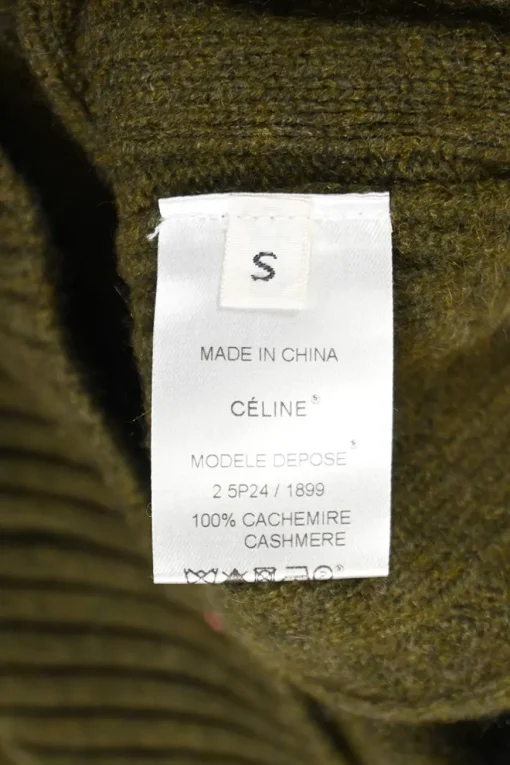 S
MADE IN CHINA
CÉLINE®
MODELE DEPOSE®
2 5P24 / 1899
100% CACHEMIRE
CASHMERE